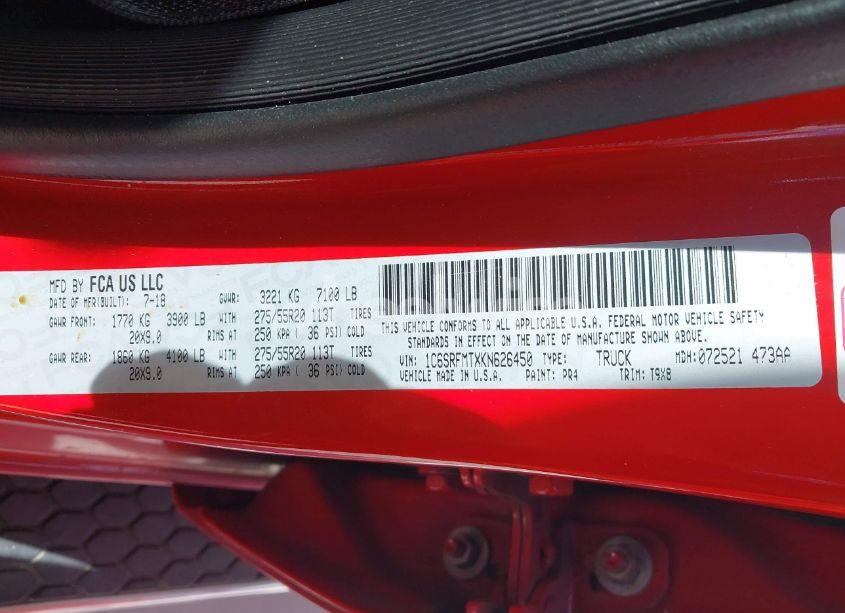 MFD BY FCA US LLC
DATE OF MFR(BUILT): 7-18 GVWR: 3221 KG 7100 LB
GAWR FRONT: 1770 KG 3900 LB WITH 275/55R20 113T TIRES
20X9.0 RIMS AT 250 KPA ( 36 PSI) COLD
GAWR REAR: 1860 KG 4100 LB WITH 275/55R20 113T TIRES
20X9.0 RIMS AT 250 KPA ( 36 PSI) COLD
THIS VEHICLE CONFORMS TO ALL APPLICABLE U.S.A. FEDERAL MOTOR VEHICLE SAFETY
STANDARDS IN EFFECT ON THE DATE OF MANUFACTURE SHOWN ABOVE.
VIN: 1C6SRFMTXKN626450 TYPE: TRUCK MDH: 072521 473AA
VEHICLE MADE IN U.S.A. PAINT: PR4 TRIM: T9X8